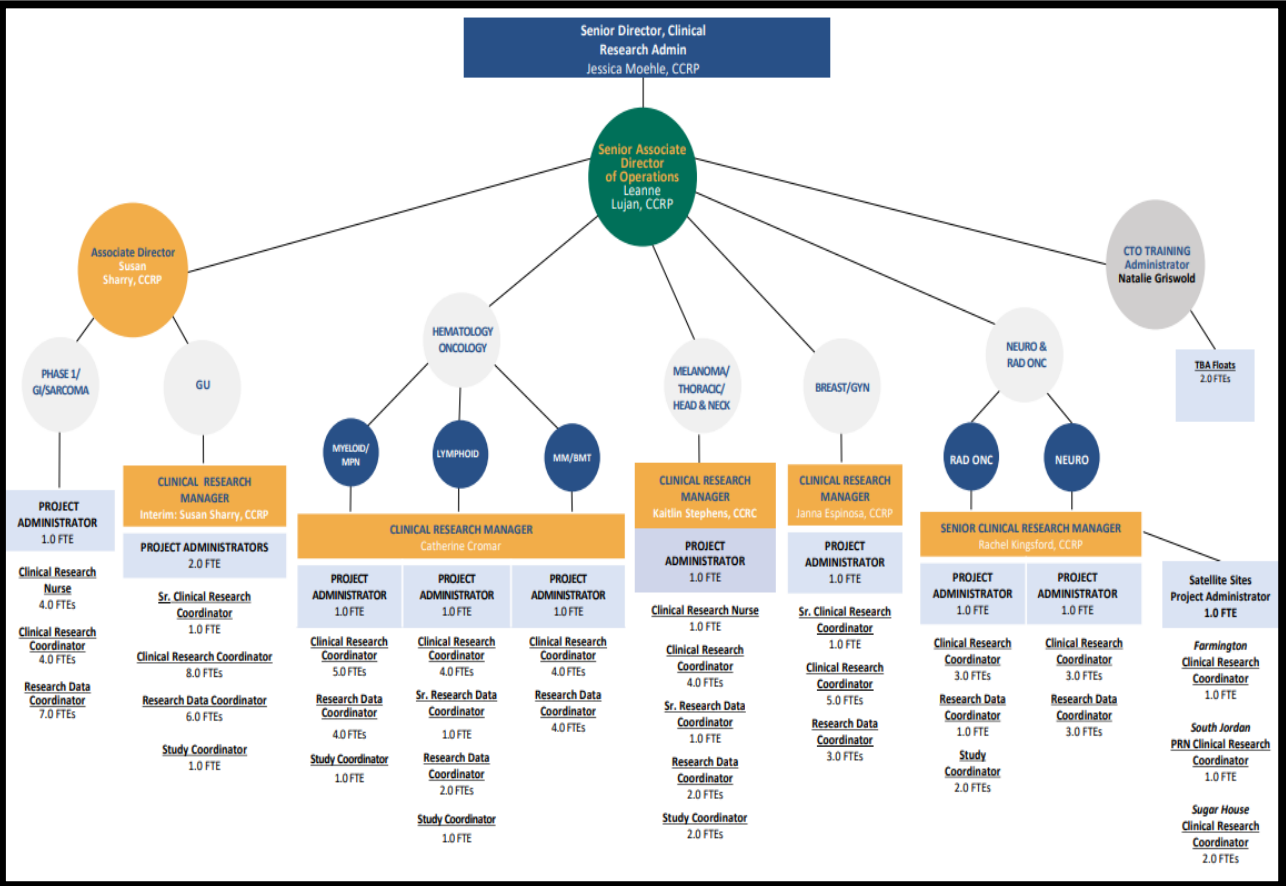 Senior Director, Clinical
Research Admin
Jessica Moehle, CCRP
Senior Associate
Director
of Operations
Leanne
Lujan, CCRP
Associate Director
Susan
Sharry, CCRP
CTO TRAINING
Administrator
Natalie Griswold
TBA Floats
2.0 FTEs
PHASE 1/
GI/SARCOMA
GU
HEMATOLOGY
ONCOLOGY
MELANOMA/
THORACIC/
HEAD & NECK
BREAST/GYN
NEURO &
RAD ONC
MYELOID/
MPN
LYMPHOID
MM/BMT
RAD ONC
NEURO
PROJECT
ADMINISTRATOR
1.0 FTE
Clinical Research
Nurse
4.0 FTEs
Clinical Research
Coordinator
4.0 FTEs
Research Data
Coordinator
7.0 FTEs
CLINICAL RESEARCH
MANAGER
Interim: Susan Sharry, CCRP
PROJECT ADMINISTRATORS
2.0 FTE
Sr. Clinical Research
Coordinator
1.0 FTE
Clinical Research Coordinator
8.0 FTEs
Research Data Coordinator
6.0 FTEs
Study Coordinator
1.0 FTE
CLINICAL RESEARCH MANAGER
Catherine Cromar
PROJECT
ADMINISTRATOR
1.0 FTE
Clinical Research
Coordinator
5.0 FTEs
Research Data
Coordinator
4.0 FTEs
Study Coordinator
1.0 FTE
PROJECT
ADMINISTRATOR
1.0 FTE
Clinical Research
Coordinator
4.0 FTEs
Sr. Research Data
Coordinator
1.0 FTE
Research Data
Coordinator
2.0 FTEs
Study Coordinator
1.0 FTE
PROJECT
ADMINISTRATOR
1.0 FTE
Clinical Research
Coordinator
4.0 FTEs
Research Data
Coordinator
4.0 FTEs
CLINICAL RESEARCH
MANAGER
Kaitlin Stephens, CCRC
PROJECT
ADMINISTRATOR
1.0 FTE
Clinical Research Nurse
1.0 FTE
Clinical Research
Coordinator
4.0 FTEs
Sr. Research Data
Coordinator
1.0 FTE
Research Data
Coordinator
2.0 FTEs
Study Coordinator
2.0 FTEs
CLINICAL RESEARCH
MANAGER
Janna Espinosa, CCRP
PROJECT
ADMINISTRATOR
1.0 FTE
Sr. Clinical Research
Coordinator
1.0 FTE
Clinical Research
Coordinator
5.0 FTEs
Research Data
Coordinator
3.0 FTEs
SENIOR CLINICAL RESEARCH MANAGER
Rachel Kingsford, CCRP
PROJECT
ADMINISTRATOR
1.0 FTE
Clinical Research
Coordinator
3.0 FTEs
Research Data
Coordinator
1.0 FTE
Study
Coordinator
2.0 FTEs
PROJECT
ADMINISTRATOR
1.0 FTE
Clinical Research
Coordinator
3.0 FTEs
Research Data
Coordinator
3.0 FTEs
Satellite Sites
Project Administrator
1.0 FTE
Farmington
Clinical Research
Coordinator
1.0 FTE
South Jordan
PRN Clinical Research
Coordinator
1.0 FTE
Sugar House
Clinical Research
Coordinator
2.0 FTEs